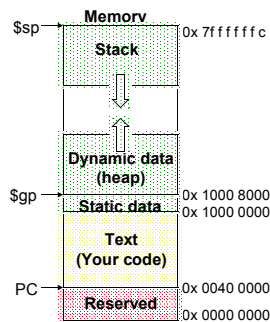 Memory
$sp
0x 7f f f f f f c
Stack
Dynamic data
(heap)
$gp
0x 1000 8000
Static data
0x 1000 0000
Text
(Your code)
PC
0x 0040 0000
Reserved
0x 0000 0000